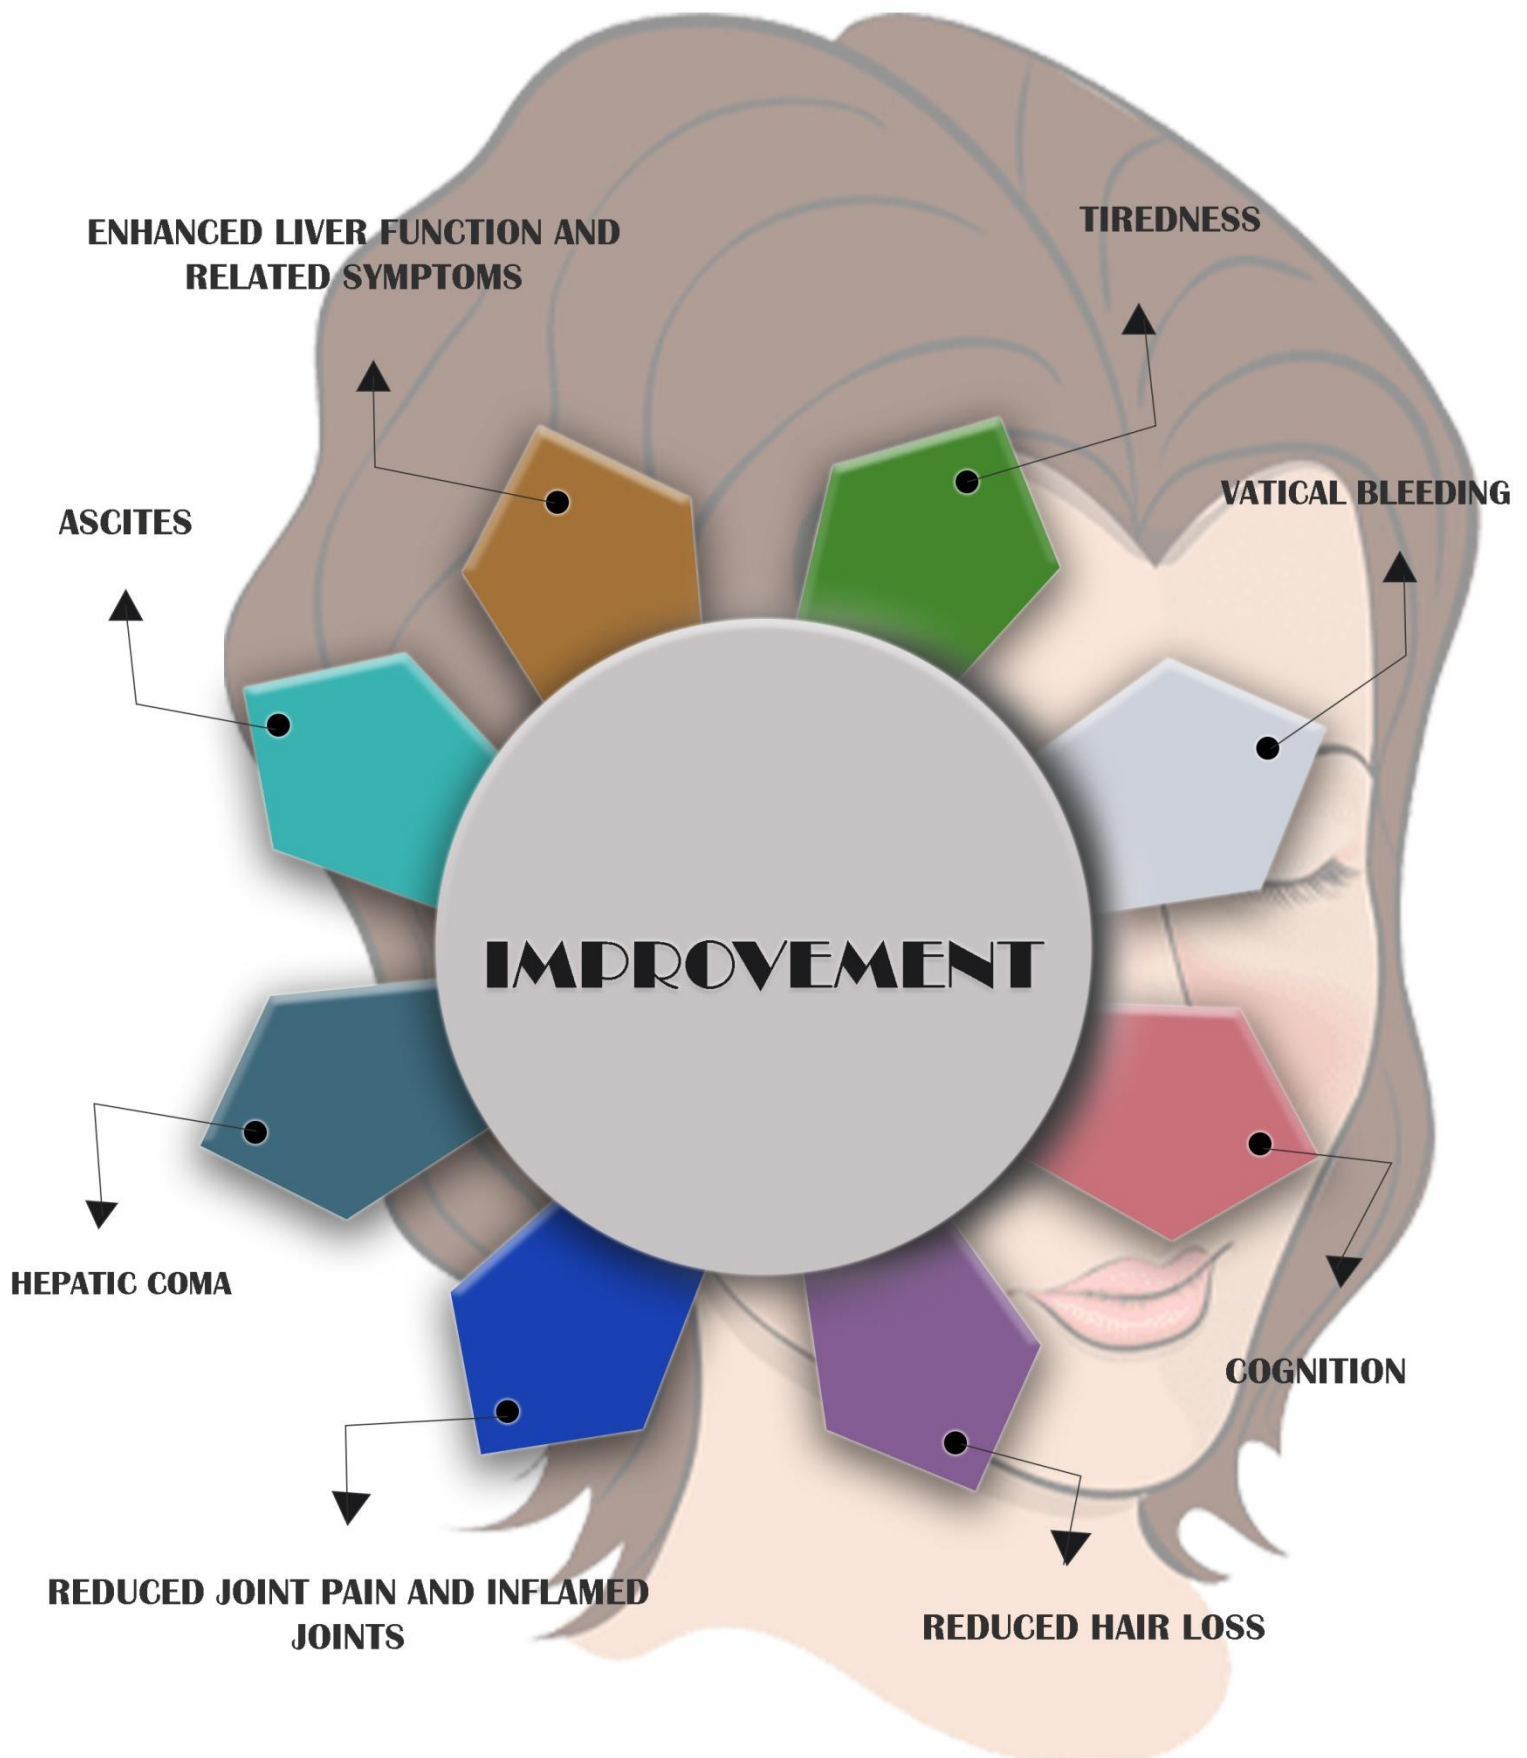 ENHANCED LIVER FUNCTION AND
RELATED SYMPTOMS
TIREDNESS
VATICAL BLEEDING
ASCITES
IMPROVEMENT
HEPATIC COMA
COGNITION
REDUCED JOINT PAIN AND INFLAMED
JOINTS
REDUCED HAIR LOSS